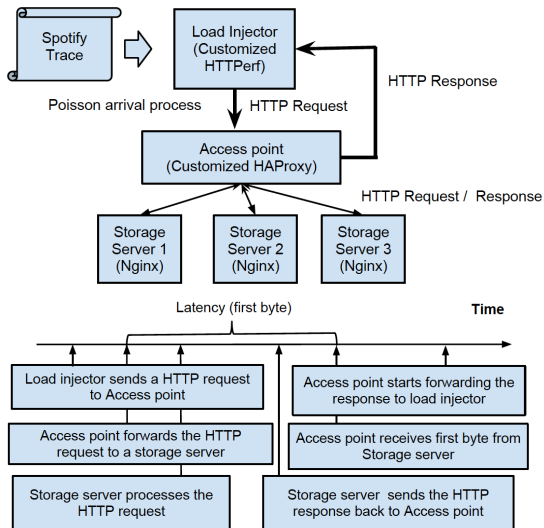 Spotify
Trace
Load Injector
(Customized
HTTPerf)
HTTP Response
Poisson arrival process
HTTP Request
Access point
(Customized HAProxy)
HTTP Request /  Response
Storage
Server 1
(Nginx)
Storage
Server 2
(Nginx)
Storage
Server 3
(Nginx)
Latency (first byte)
Time
Load injector sends a HTTP request
to Access point
Access point starts forwarding the
response to load injector
Access point forwards the HTTP
request to a storage server
Access point receives first byte from
Storage server
Storage server processes the
HTTP request
Storage server  sends the HTTP
response back to Access point